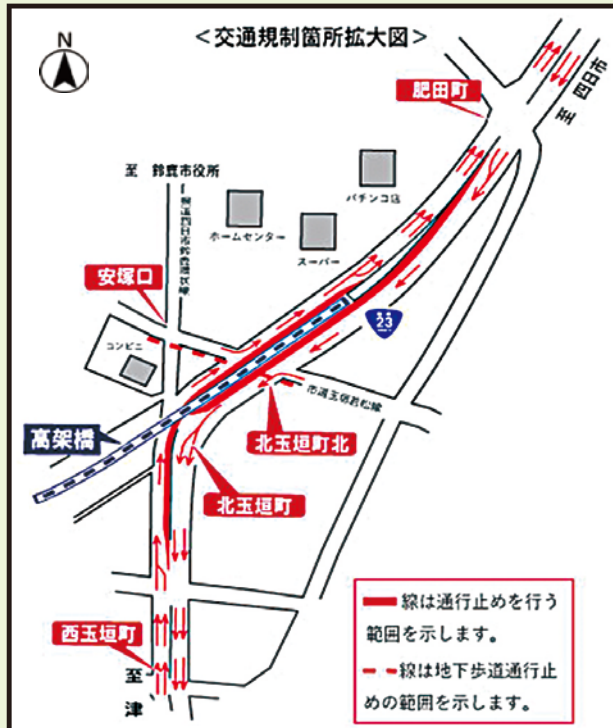 <交通規制箇所拡大図>
N
肥田町
至 四日市
至 鈴鹿市役所
パチンコ店
ホームセンター
スーパー
安塚口
コンビニ
23
高架橋
北玉垣町北
北玉垣町
西玉垣町
至
津
線は通行止めを行う
範囲を示します。
線は地下歩道通行止
めの範囲を示します。